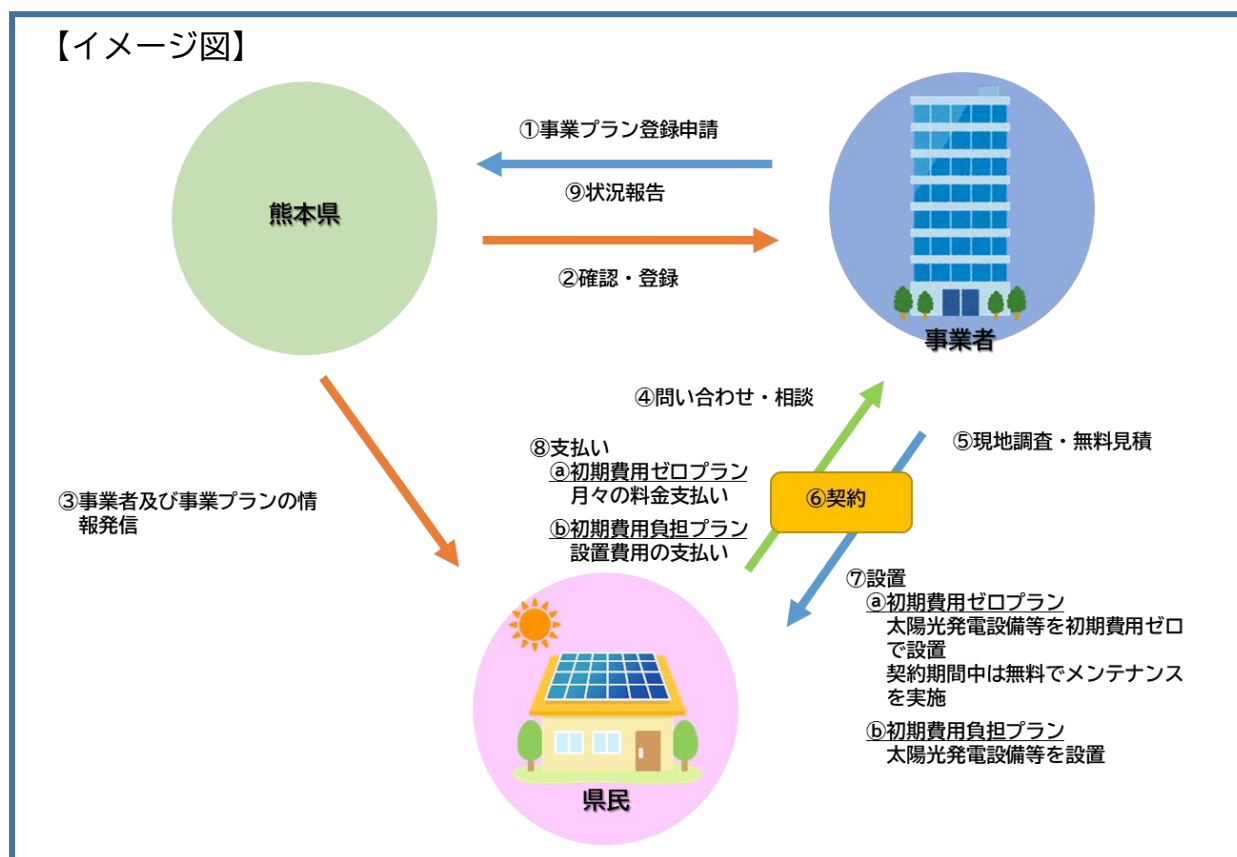 【イメージ図】
①事業プラン登録申請
⑨状況報告
熊本県
②確認・登録
事業者
④問い合わせ・相談
⑤現地調査・無料見積
⑧支払い
ⓐ初期費用ゼロプラン
月々の料金支払い
ⓑ初期費用負担プラン
設置費用の支払い
⑥契約
③事業者及び事業プランの情
報発信
⑦設置
ⓐ初期費用ゼロプラン
太陽光発電設備等を初期費用ゼロ
で設置
契約期間中は無料でメンテナンス
を実施
ⓑ初期費用負担プラン
太陽光発電設備等を設置
県民